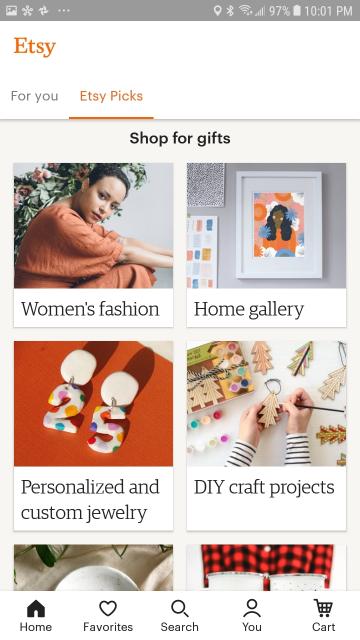 97% 10:01 PM
Etsy
For you Etsy Picks
Shop for gifts
Women's fashion
Home gallery
Personalized and
custom jewelry
DIY craft projects
Home Favorites Search You Cart